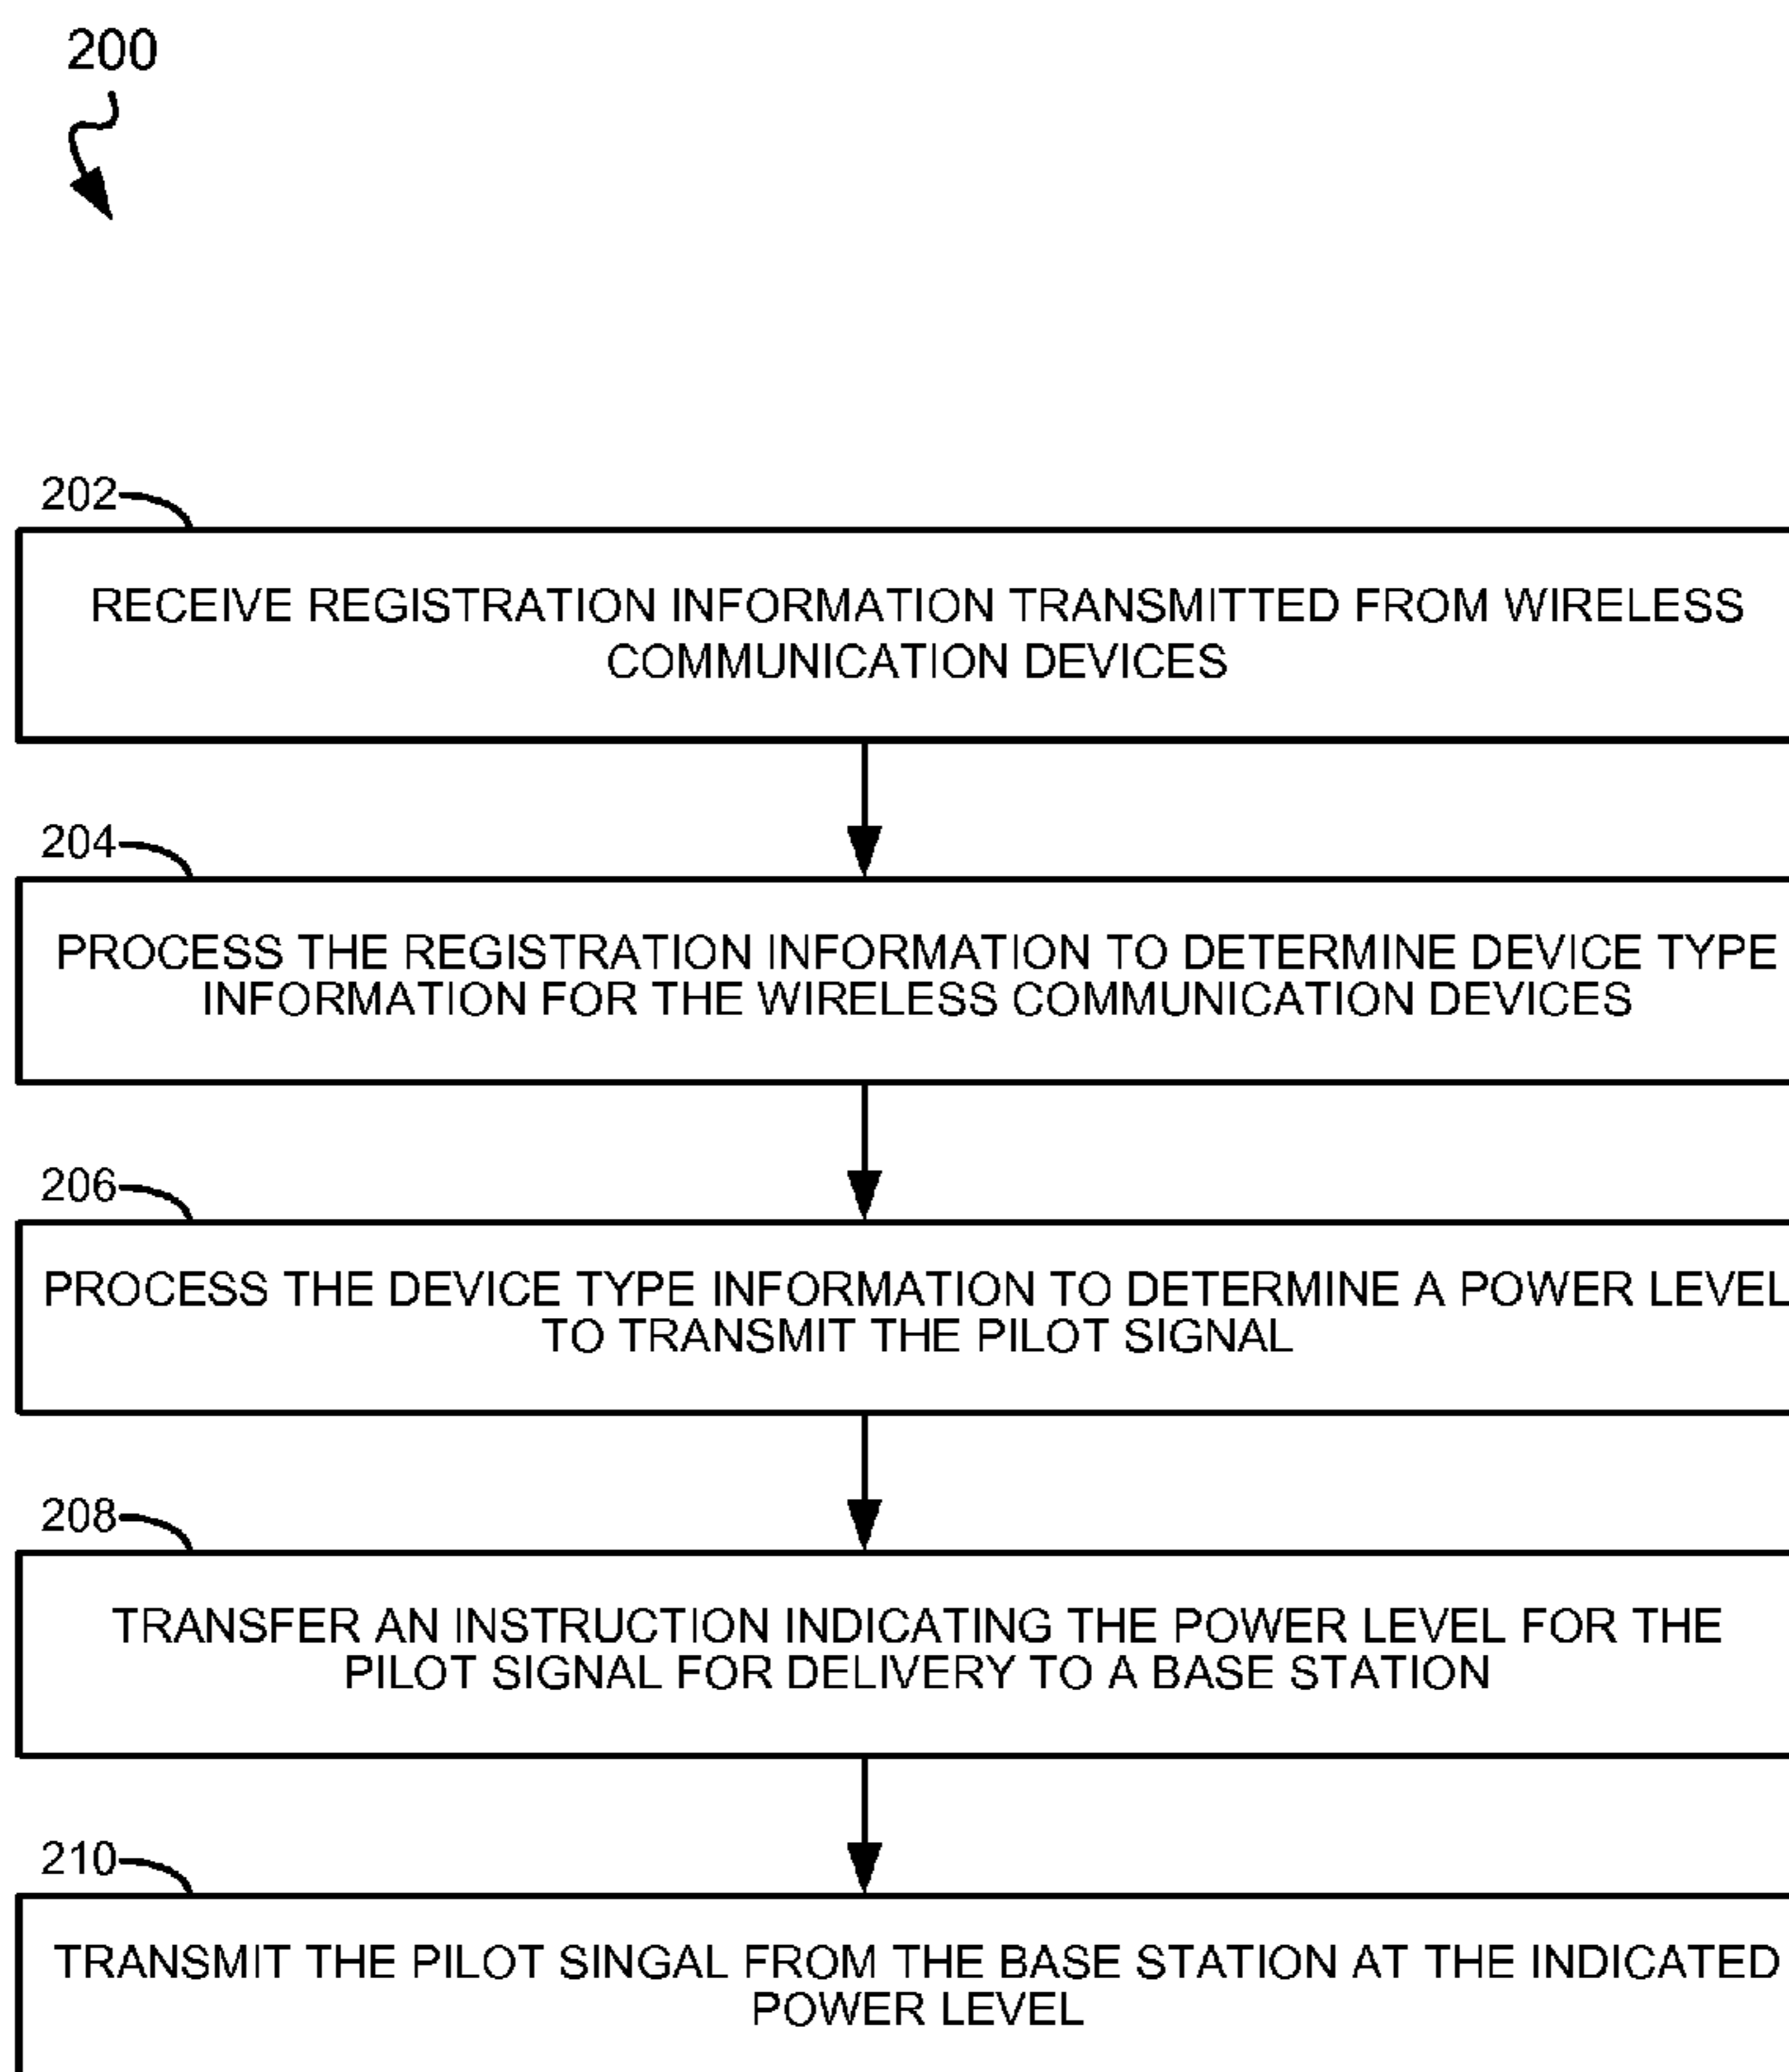 200
202
RECEIVE REGISTRATION INFORMATION TRANSMITTED FROM WIRELESS
COMMUNICATION DEVICES
204
PROCESS THE REGISTRATION INFORMATION TO DETERMINE DEVICE TYPE
INFORMATION FOR THE WIRELESS COMMUNICATION DEVICES
206
PROCESS THE DEVICE TYPE INFORMATION TO DETERMINE A POWER LEVEL
TO TRANSMIT THE PILOT SIGNAL
208
TRANSFER AN INSTRUCTION INDICATING THE POWER LEVEL FOR THE
PILOT SIGNAL FOR DELIVERY TO A BASE STATION
210
TRANSMIT THE PILOT SINGAL FROM THE BASE STATION AT THE INDICATED
POWER LEVEL